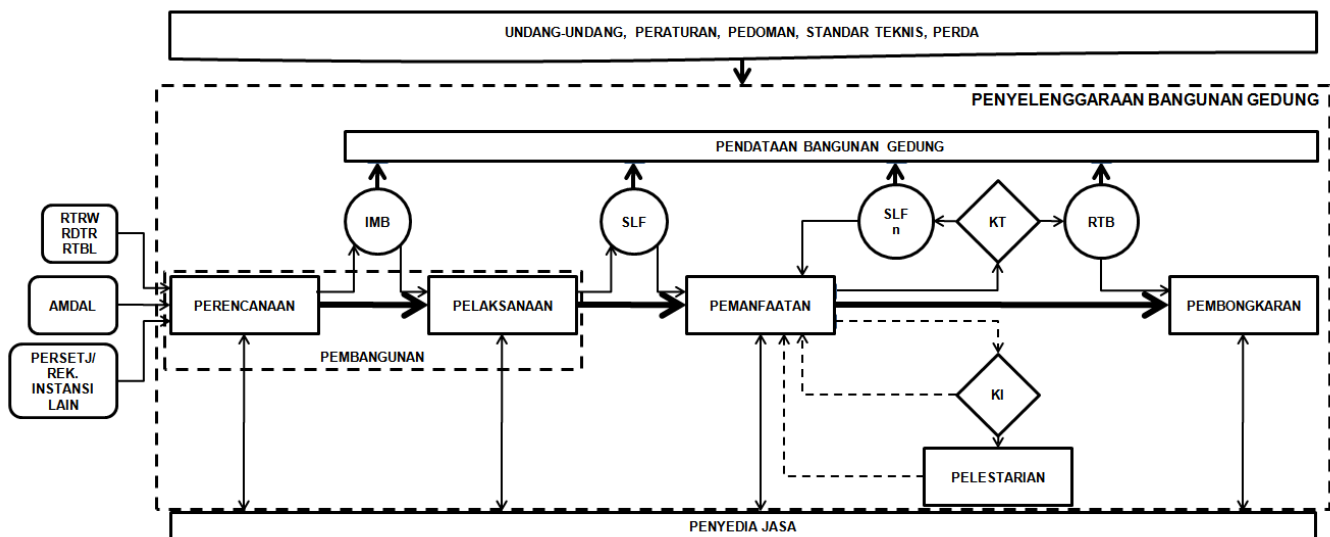 UNDANG-UNDANG, PERATURAN, PEDOMAN, STANDAR TEKNIS, PERDA
PENYELENGGARAAN BANGUNAN GEDUNG
PENDATAAN BANGUNAN GEDUNG
IMB
SLF
SLF
n
KT
RTB
RTRW
RDTR
RTBL
AMDAL
PERSETJ/
REK.
INSTANSI
LAIN
PERENCANAAN
PELAKSANAAN
PEMANFAATAN
PEMBONGKARAN
PEMBANGUNAN
KI
PELESTARIAN
PENYEDIA JASA